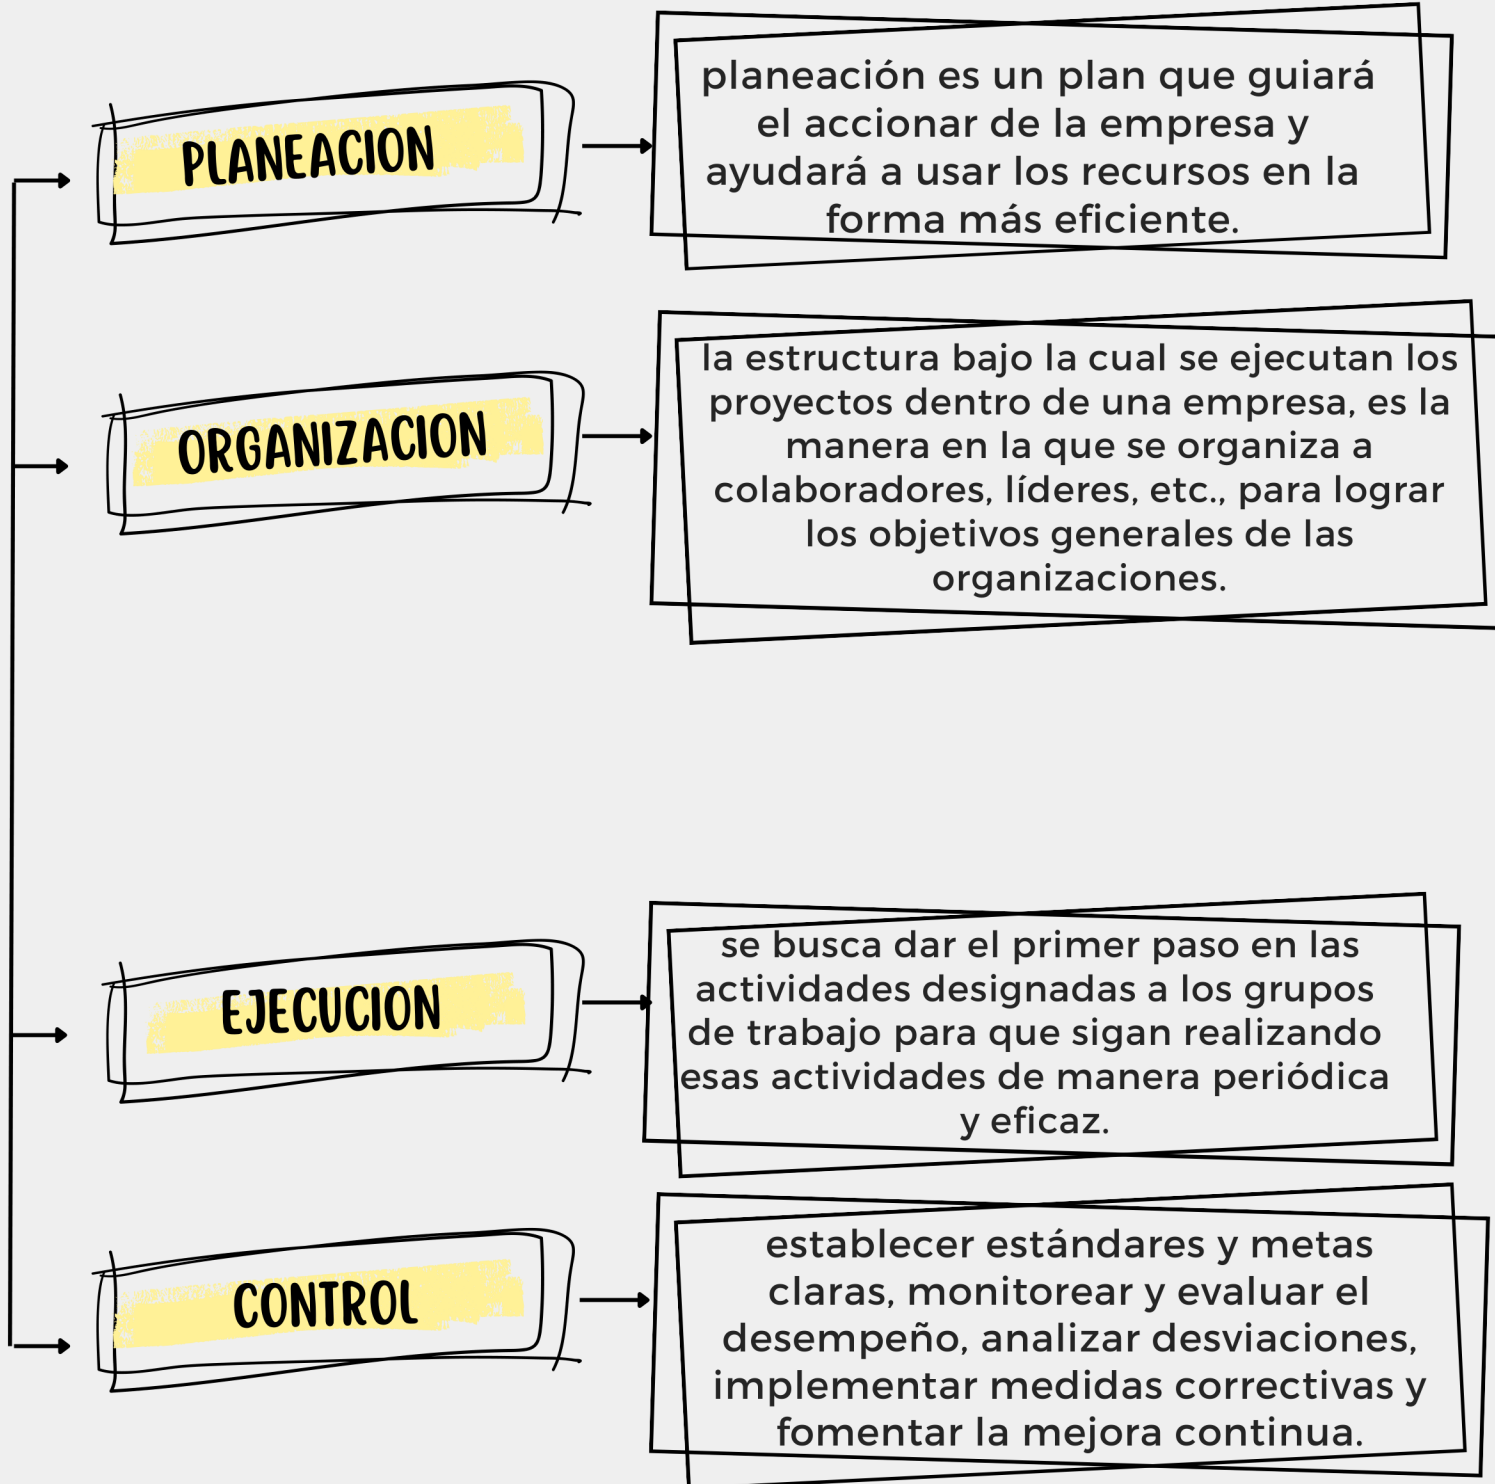 PLANEACION
planeación es un plan que guiará
el accionar de la empresa y
ayudará a usar los recursos en la
forma más eficiente.
ORGANIZACION
la estructura bajo la cual se ejecutan los
proyectos dentro de una empresa, es la
manera en la que se organiza a
colaboradores, líderes, etc., para lograr
los objetivos generales de las
organizaciones.
EJECUCION
se busca dar el primer paso en las
actividades designadas a los grupos
de trabajo para que sigan realizando
esas actividades de manera periódica
y eficaz.
CONTROL
establecer estándares y metas
claras, monitorear y evaluar el
desempeño, analizar desviaciones,
implementar medidas correctivas y
fomentar la mejora continua.